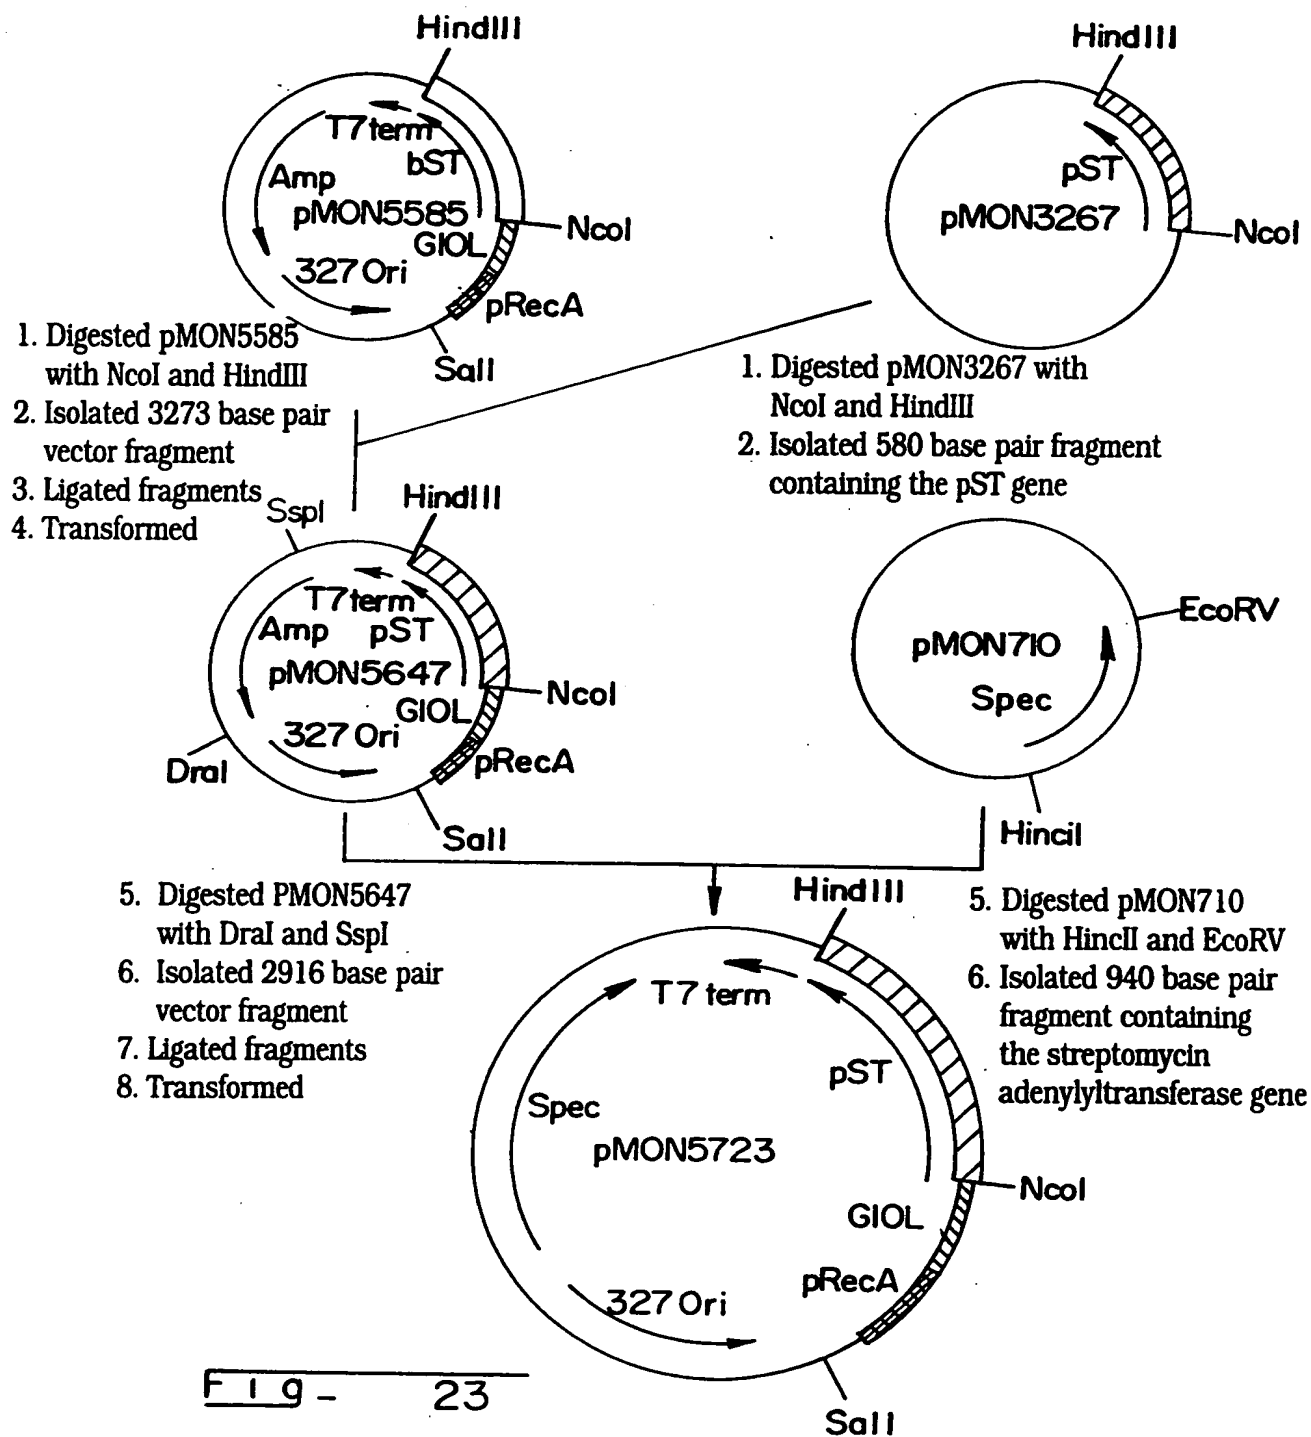 HindIII
T7 term
bST
Amp
pMON5585
GIOL
NcoI
327 Ori
pRecA
SalI
HindIII
pST
pMON3267
NcoI
1. Digested pMON5585
with NcoI and HindIII
2. Isolated 3273 base pair
vector fragment
3. Ligated fragments
4. Transformed
1. Digested pMON3267 with
NcoI and HindIII
2. Isolated 580 base pair fragment
containing the pST gene
SspI
HindIII
T7 term
Amp
pST
pMON5647
NcoI
GIOL
327 Ori
pRecA
DraI
SalI
EcoRV
pMON710
Spec
HinciI
5. Digested PMON5647
with DraI and SspI
6. Isolated 2916 base pair
vector fragment
7. Ligated fragments
8. Transformed
5. Digested pMON710
with HincII and EcoRV
6. Isolated 940 base pair
fragment containing
the streptomycin
adenylyltransferase gene
HindIII
T7 term
pST
Spec
pMON5723
NcoI
GIOL
pRecA
327 Ori
SalI
Fig- 23